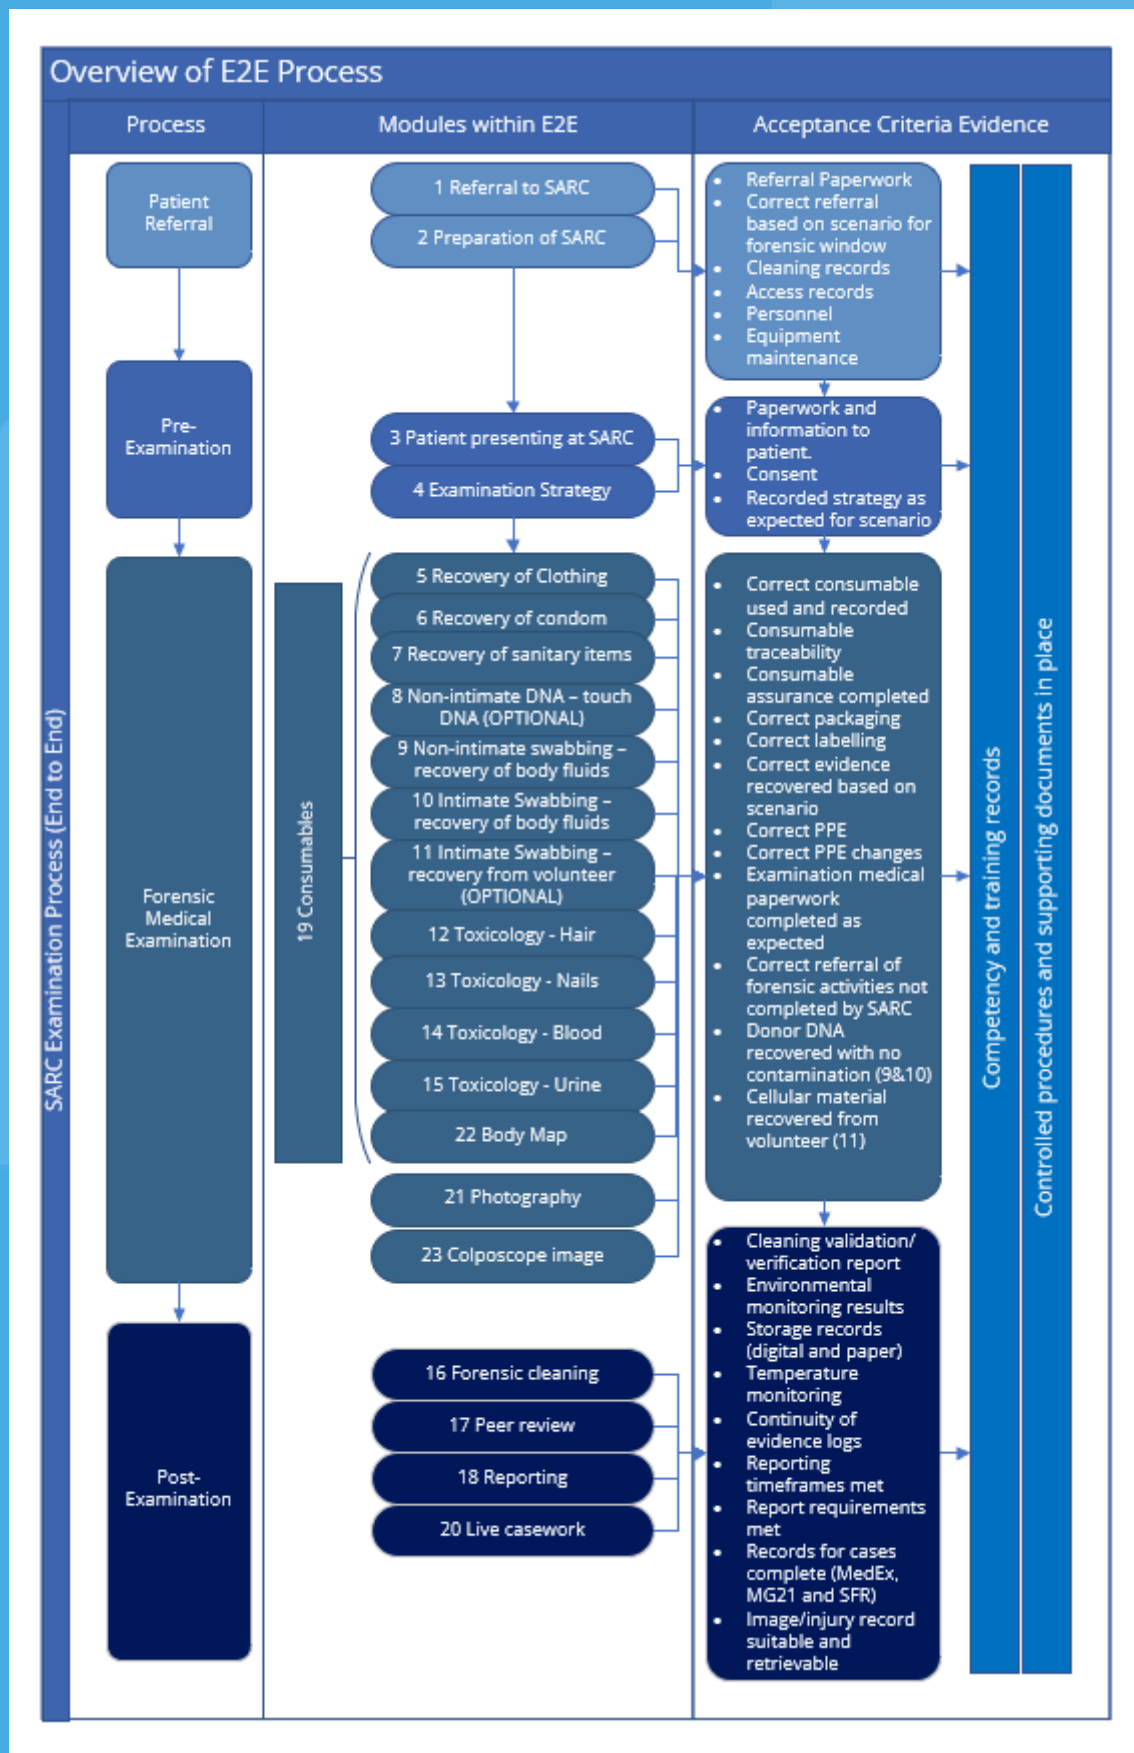 Overview of E2E Process
Process
Modules within E2E
Acceptance Criteria Evidence
SARC Examination Process (End to End)
Patient
Referral
Pre-
Examination
Forensic
Medical
Examination
Post-
Examination
1 Referral to SARC
2 Preparation of SARC
3 Patient presenting at SARC
4 Examination Strategy
19 Consumables
5 Recovery of Clothing
6 Recovery of condom
7 Recovery of sanitary items
8 Non-intimate DNA – touch
DNA (OPTIONAL)
9 Non-intimate swabbing –
recovery of body fluids
10 Intimate Swabbing –
recovery of body fluids
11 Intimate Swabbing –
recovery from volunteer
(OPTIONAL)
12 Toxicology - Hair
13 Toxicology - Nails
14 Toxicology - Blood
15 Toxicology - Urine
22 Body Map
21 Photography
23 Colposcope image
16 Forensic cleaning
17 Peer review
18 Reporting
20 Live casework
• Referral Paperwork
• Correct referral
based on scenario for
forensic window
• Cleaning records
• Access records
• Personnel
• Equipment
maintenance
• Paperwork and
information to
patient.
• Consent
• Recorded strategy as
expected for scenario
• Correct consumable
used and recorded
• Consumable
traceability
• Consumable
assurance completed
• Correct packaging
• Correct labelling
• Correct evidence
recovered based on
scenario
• Correct PPE
• Correct PPE changes
• Examination medical
paperwork
completed as
expected
• Correct referral of
forensic activities not
completed by SARC
• Donor DNA
recovered with no
contamination (9&10)
• Cellular material
recovered from
volunteer (11)
• Cleaning validation/
verification report
• Environmental
monitoring results
• Storage records
(digital and paper)
• Temperature
monitoring
• Continuity of
evidence logs
• Reporting
timeframes met
• Report requirements
met
• Records for cases
complete (MedEx,
MG21 and SFR)
• Image/injury record
suitable and
retrievable
Competency and training records
Controlled procedures and supporting documents in place